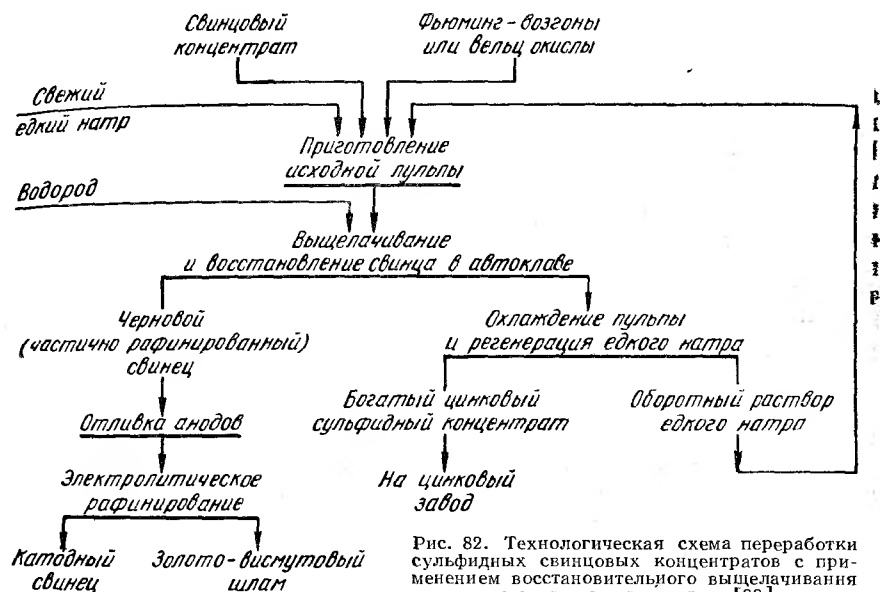 Свинцовый
концентрат
Фьюминг-возгоны
или вельц окислы
Свежий
едкий натр
Приготовление
исходной пульпы
Водород
Выщелачивание
и восстановление свинца в автоклаве
Черновой
(частично рафинированный)
свинец
Охлаждение пульпы
и регенерация едкого натра
Отливка анодов
Богатый цинковый
сульфидный концентрат
Оборотный раствор
едкого натра
Электролитическое
рафинирование
На цинковый
завод
Катодный
свинец
Золото-висмутовый
шлам
Рис. 82. Технологическая схема переработки
сульфидных свинцовых концентратов с при-
менением восстановительного выщелачивания